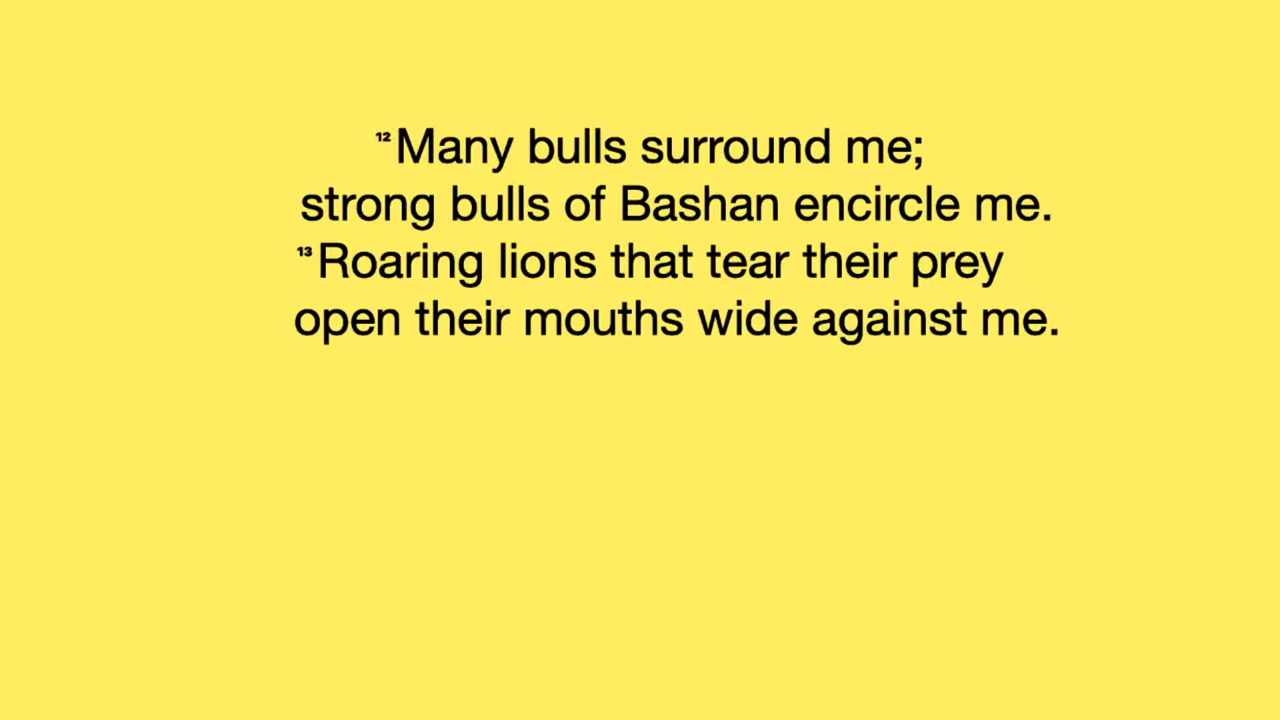 ¹²Many bulls surround me;
strong bulls of Bashan encircle me.
¹³Roaring lions that tear their prey
open their mouths wide against me.